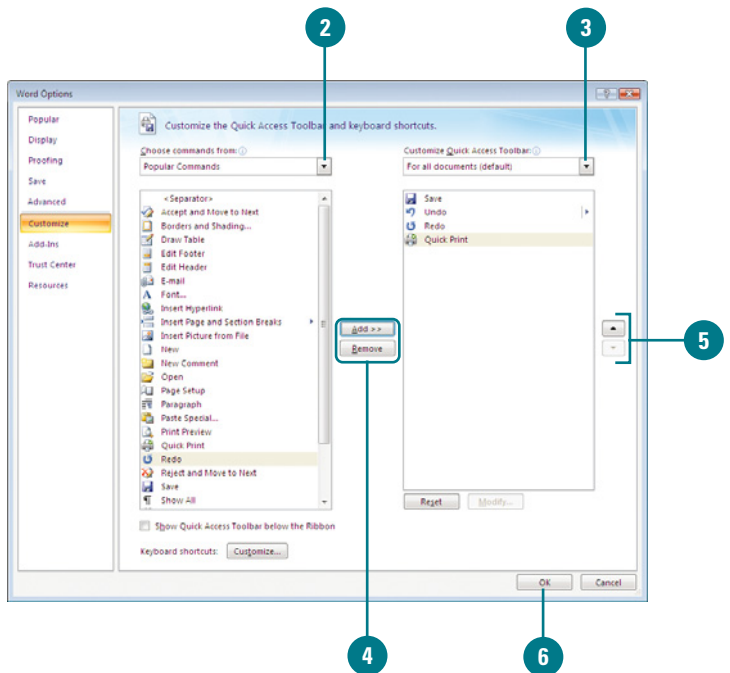 2
3
Word Options
Popular
Display
Proofing
Save
Advanced
Customize
Add-Ins
Trust Center
Resources
Customize the Quick Access Toolbar and keyboard shortcuts.
Choose commands from:
Popular Commands
<Separator>
Accept and Move to Next
Borders and Shading...
Draw Table
Edit Footer
Edit Header
E-mail
Font...
Insert Hyperlink
Insert Page and Section Breaks
Insert Picture from File
New
New Comment
Open
Page Setup
Paragraph
Paste Special...
Print Preview
Quick Print
Redo
Reject and Move to Next
Save
Show All
Show Quick Access Toolbar below the Ribbon
Keyboard shortcuts: Customize...
Add >>
Remove
Customize Quick Access Toolbar:
For all documents (default)
Save
Undo
Redo
Quick Print
Reset Modify...
5
OK Cancel
4
6